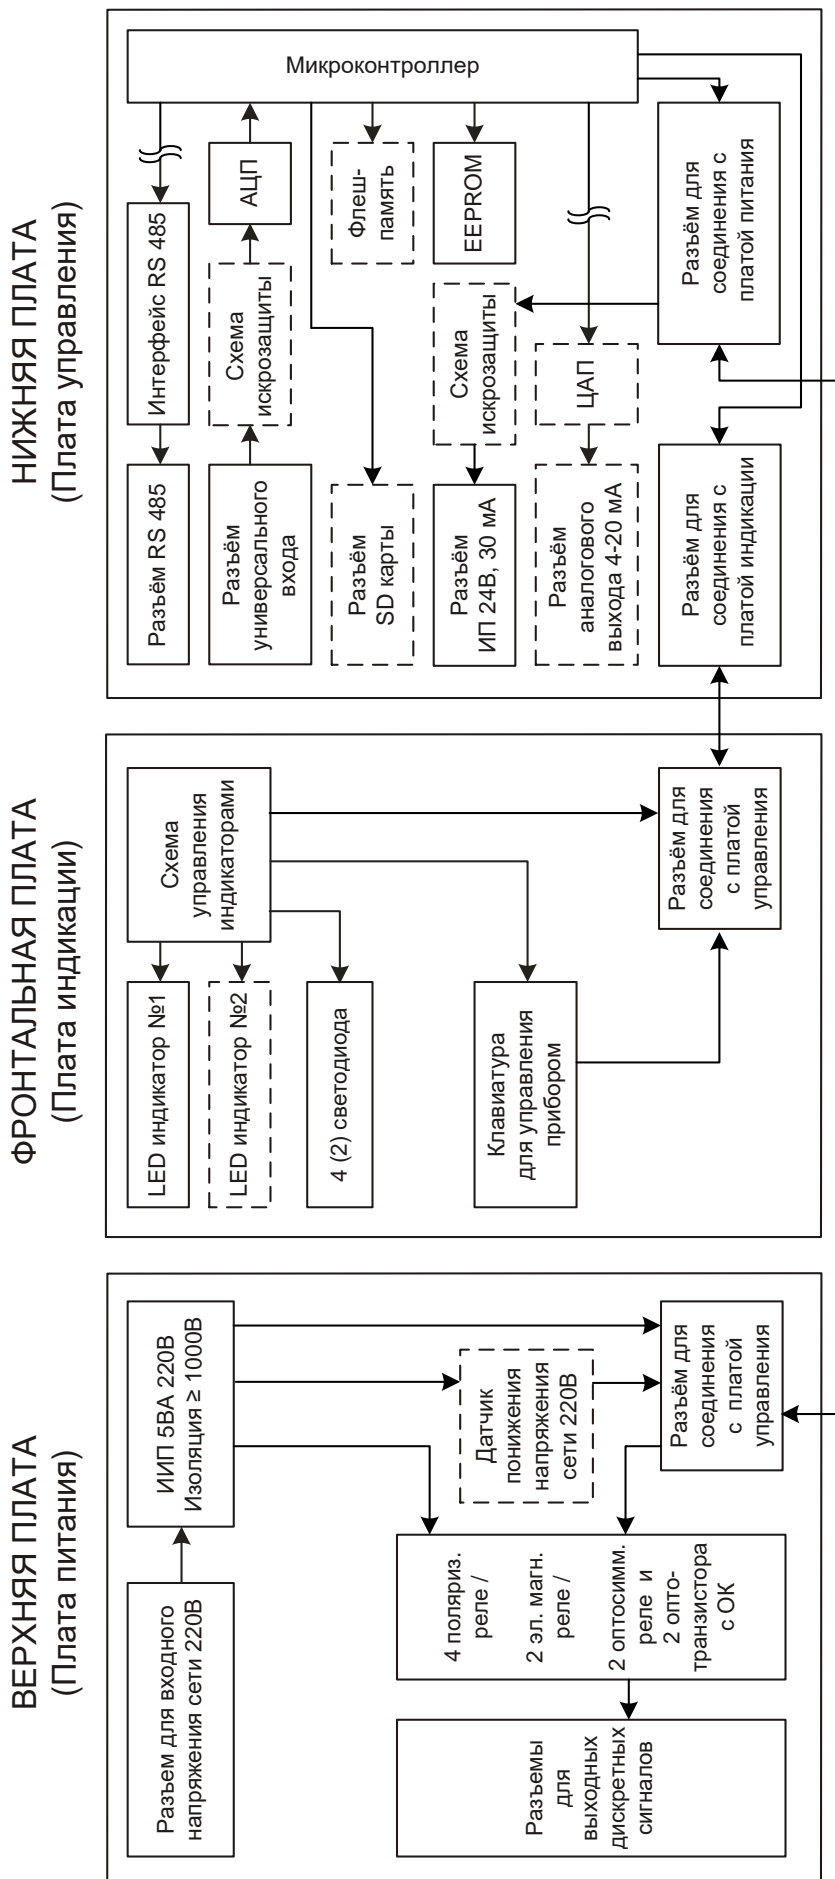 ВЕРХНЯЯ ПЛАТА
(Плата питания)
Разъем для входного
напряжения сети 220В
ИИП 5ВА 220В
Изоляция ≥ 1000В
Датчик
понижения
напряжения
сети 220В
Разъём для
соединения
с платой
управления
4 поляриз.
реле /
2 эл. магн.
реле /
2 оптосимм.
реле и
2 опто-
транзистора
с ОК
Разъемы
для
выходных
дискретных
сигналов
ФРОНТАЛЬНАЯ ПЛАТА
(Плата индикации)
LED индикатор №1
LED индикатор №2
4 (2) светодиода
Схема
управления
индикаторами
Клавиатура
для управления
прибором
Разъём для
соединения
с платой
управления
НИЖНЯЯ ПЛАТА
(Плата управления)
Микроконтроллер
Разъём RS 485
Интерфейс RS 485
Разъём
универсального
входа
Схема
искрозащиты
АЦП
Разъём
SD карты
Флеш-
память
Разъём
ИП 24В, 30 мА
Схема
искрозащиты
EEPROM
Разъём
аналогового
выхода 4-20 мА
ЦАП
Разъём для
соединения с
платой индикации
Разъём для
соединения с
платой питания